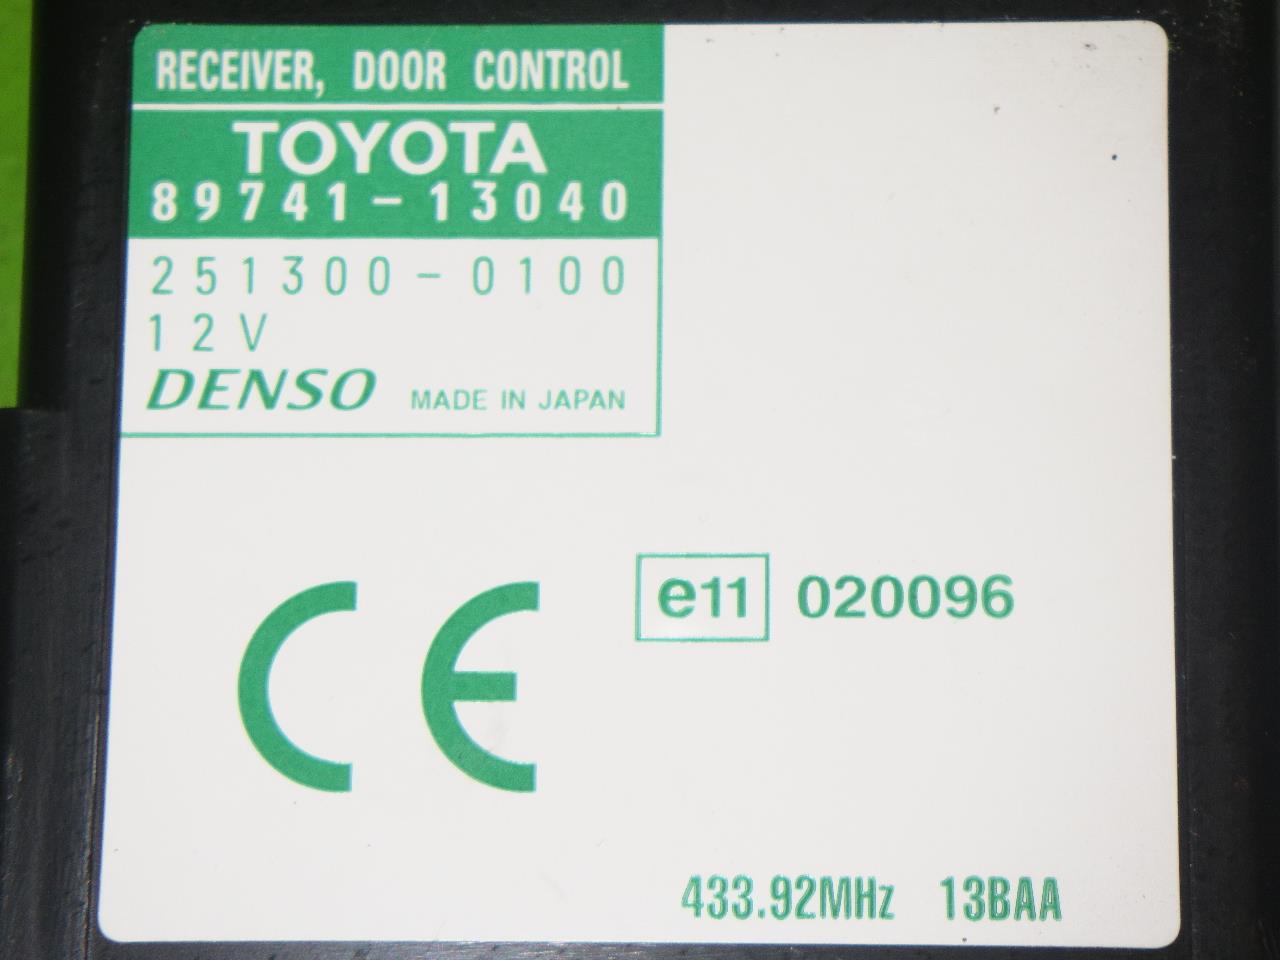 RECEIVER, DOOR CONTROL
TOYOTA
89741-13040
251300-0100
12V
DENSO MADE IN JAPAN
e11 020096
CE
433.92MHz 13BAA